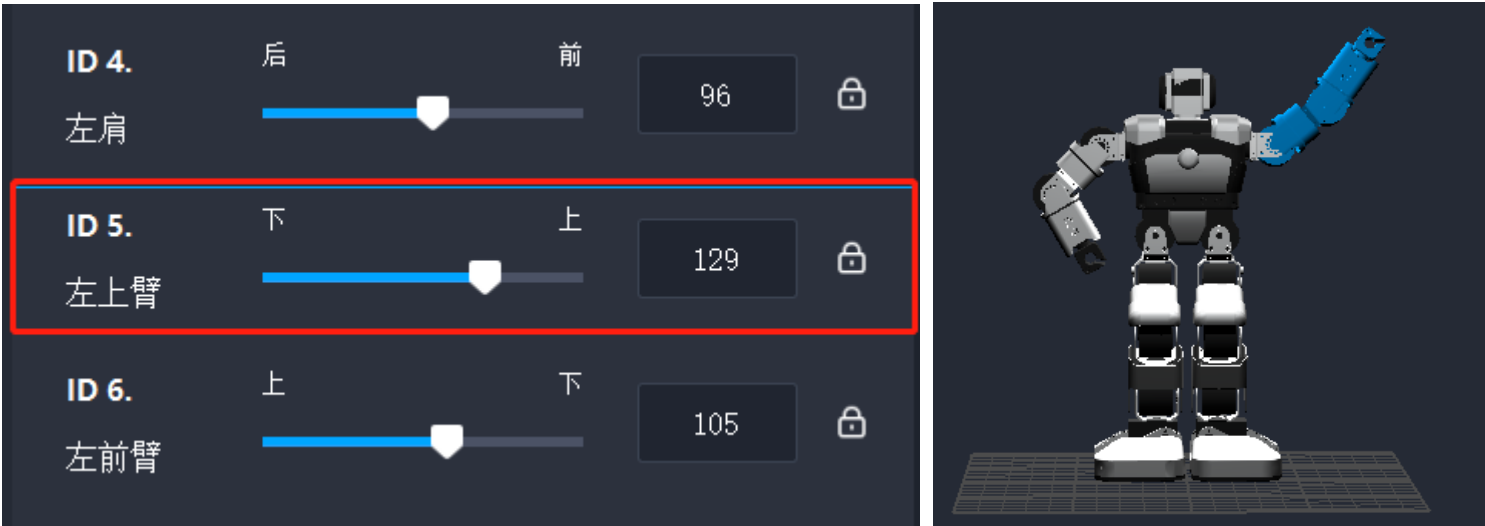 ID 4.
后 前
96
左肩
ID 5.
下 上
129
左上臂
ID 6.
上 下
105
左前臂